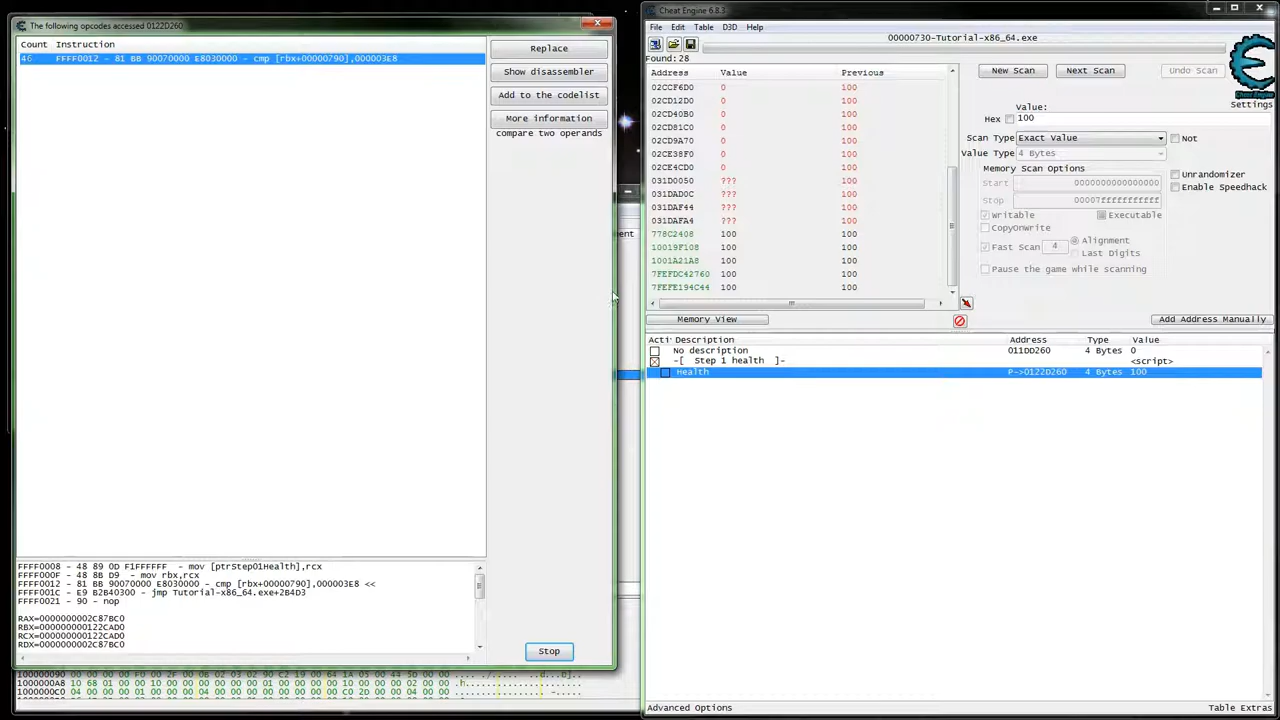 The following opcodes accessed 0122D260
Count Instruction
46 FFFF0012 - 81 BB 90070000 E8030000 - cmp [rbx+00000790],000003E8
Replace
Show disassembler
Add to the codelist
More information
compare two operands
FFFF0008 - 48 89 0D F1FFFFFF - mov [ptrStep01Health],rcx
FFFF000F - 48 8B D9 - mov rbx,rcx
FFFF0012 - 81 BB 90070000 E8030000 - cmp [rbx+00000790],000003E8 <<
FFFF001C - E9 B2B40300 - jmp Tutorial-x86_64.exe+2B4D3
FFFF0021 - 90 - nop
RAX=0000000002C87BC0
RBX=000000000122CAD0
RCX=000000000122CAD0
RDX=0000000002C87BC0
Stop
Cheat Engine 6.8.3
File Edit Table D3D Help
00000730-Tutorial-x86_64.exe
Found:28
Address Value Previous
02CCF6D0 0 100
02CD12D0 0 100
02CD40B0 0 100
02CD81C0 0 100
02CD9A70 0 100
02CE38F0 0 100
02CE4CD0 0 100
031D0050 ??? 100
031DAD0C ??? 100
031DAF44 ??? 100
031DAFA4 ??? 100
778C2408 100 100
10019F108 100 100
1001A21A8 100 100
7FEFDC42760 100 100
7FEFE194C44 100 100
New Scan Next Scan Undo Scan
Cheat Engine
Settings
Value:
Hex 100
Scan Type Exact Value Not
Value Type 4 Bytes
Memory Scan Options
Start 0000000000000000
Stop 00007fffffffffff
Writable Executable
CopyOnWrite
Fast Scan 4 Alignment
Last Digits
Pause the game while scanning
Unrandomizer
Enable Speedhack
Memory View Add Address Manually
Description Address Type Value
No description 011DD260 4 Bytes 0
-[ Step 1 health ]- <script>
Health P->0122D260 4 Bytes 100
Advanced Options Table Extras